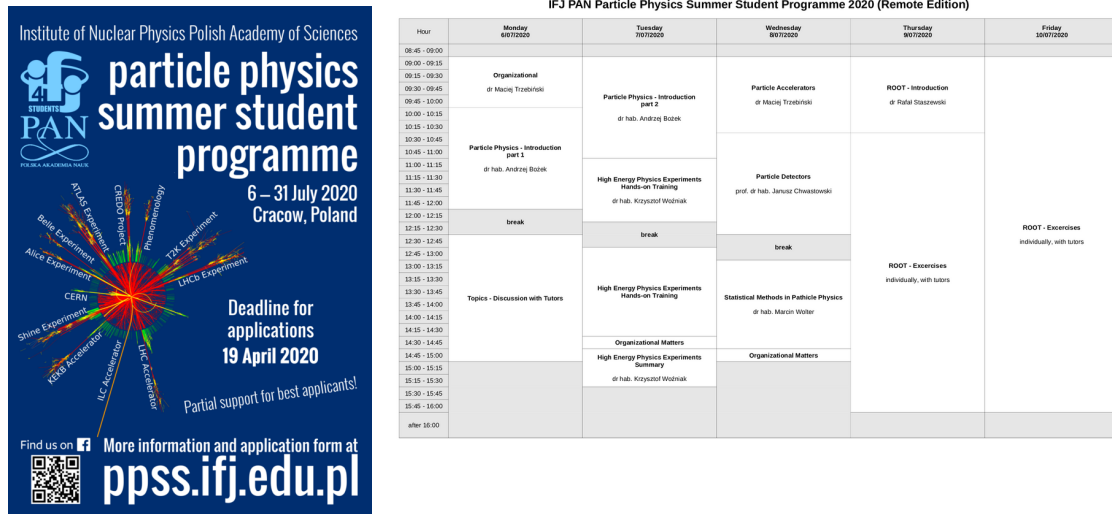 Institute of Nuclear Physics Polish Academy of Sciences
ifj
4
STUDENTS
PAN
POLSKA AKADEMIA NAUK
particle physics
summer student
programme
6 – 31 July 2020
Cracow, Poland
ATLAS Experiment
CREDO Project
Phenomenology
T2K Experiment
LHCb Experiment
Belle Experiment
Alice Experiment
CERN
Shine Experiment
KEKB Accelerator
ILC Accelerator
LHC Accelerator
Deadline for
applications
19 April 2020
Partial support for best applicants!
Find us on f
More information and application form at
ppss.ifj.edu.pl
IFJ PAN Particle Physics Summer Student Programme 2020 (Remote Edition)
Hour
Monday
6/07/2020
Tuesday
7/07/2020
Wednesday
8/07/2020
Thursday
9/07/2020
Friday
10/07/2020
08:45 - 09:00
09:00 - 09:15
09:15 - 09:30
09:30 - 09:45
09:45 - 10:00
10:00 - 10:15
10:15 - 10:30
10:30 - 10:45
10:45 - 11:00
11:00 - 11:15
11:15 - 11:30
11:30 - 11:45
11:45 - 12:00
12:00 - 12:15
12:15 - 12:30
12:30 - 12:45
12:45 - 13:00
13:00 - 13:15
13:15 - 13:30
13:30 - 13:45
13:45 - 14:00
14:00 - 14:15
14:15 - 14:30
14:30 - 14:45
14:45 - 15:00
15:00 - 15:15
15:15 - 15:30
15:30 - 15:45
15:45 - 16:00
after 16:00
Organizational
dr Maciej Trzebiński
Particle Physics - Introduction
part 1
dr hab. Andrzej Bożek
break
Topics - Discussion with Tutors
Particle Physics - Introduction
part 2
dr hab. Andrzej Bożek
High Energy Physics Experiments
Hands-on Training
dr hab. Krzysztof Woźniak
break
High Energy Physics Experiments
Hands-on Training
Organizational Matters
High Energy Physics Experiments
Summary
dr hab. Krzysztof Woźniak
Particle Accelerators
dr Maciej Trzebiński
Particle Detectors
prof. dr hab. Janusz Chwastowski
break
Statistical Methods in Pathicle Physics
dr hab. Marcin Wolter
Organizational Matters
ROOT - Introduction
dr Rafał Staszewski
ROOT - Excercises
individually, with tutors
ROOT - Excercises
individually, with tutors